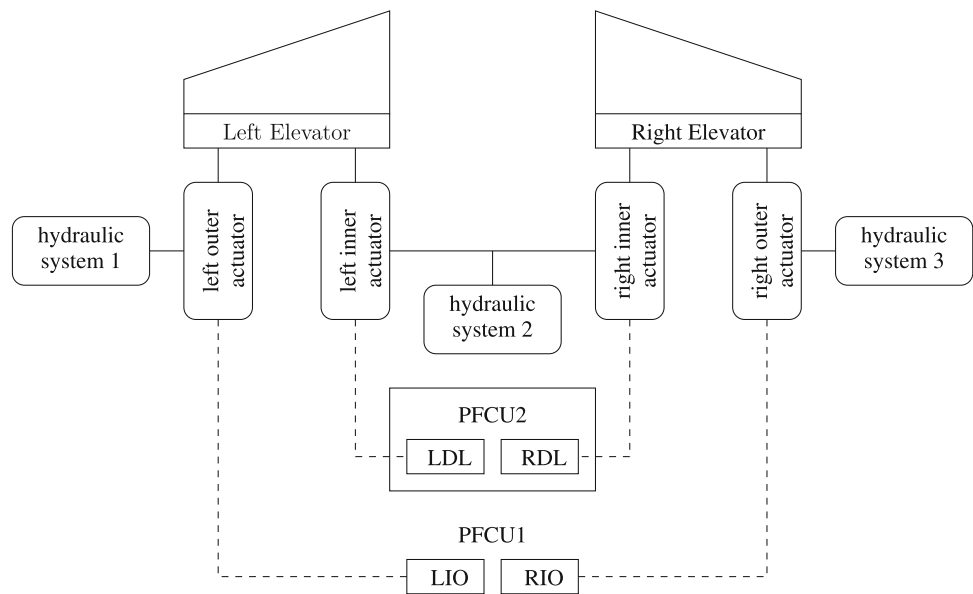 Left Elevator
Right Elevator
hydraulic
system 1
left outer
actuator
left inner
actuator
hydraulic
system 2
right inner
actuator
right outer
actuator
hydraulic
system 3
PFCU2
LDL
RDL
PFCU1
LIO
RIO